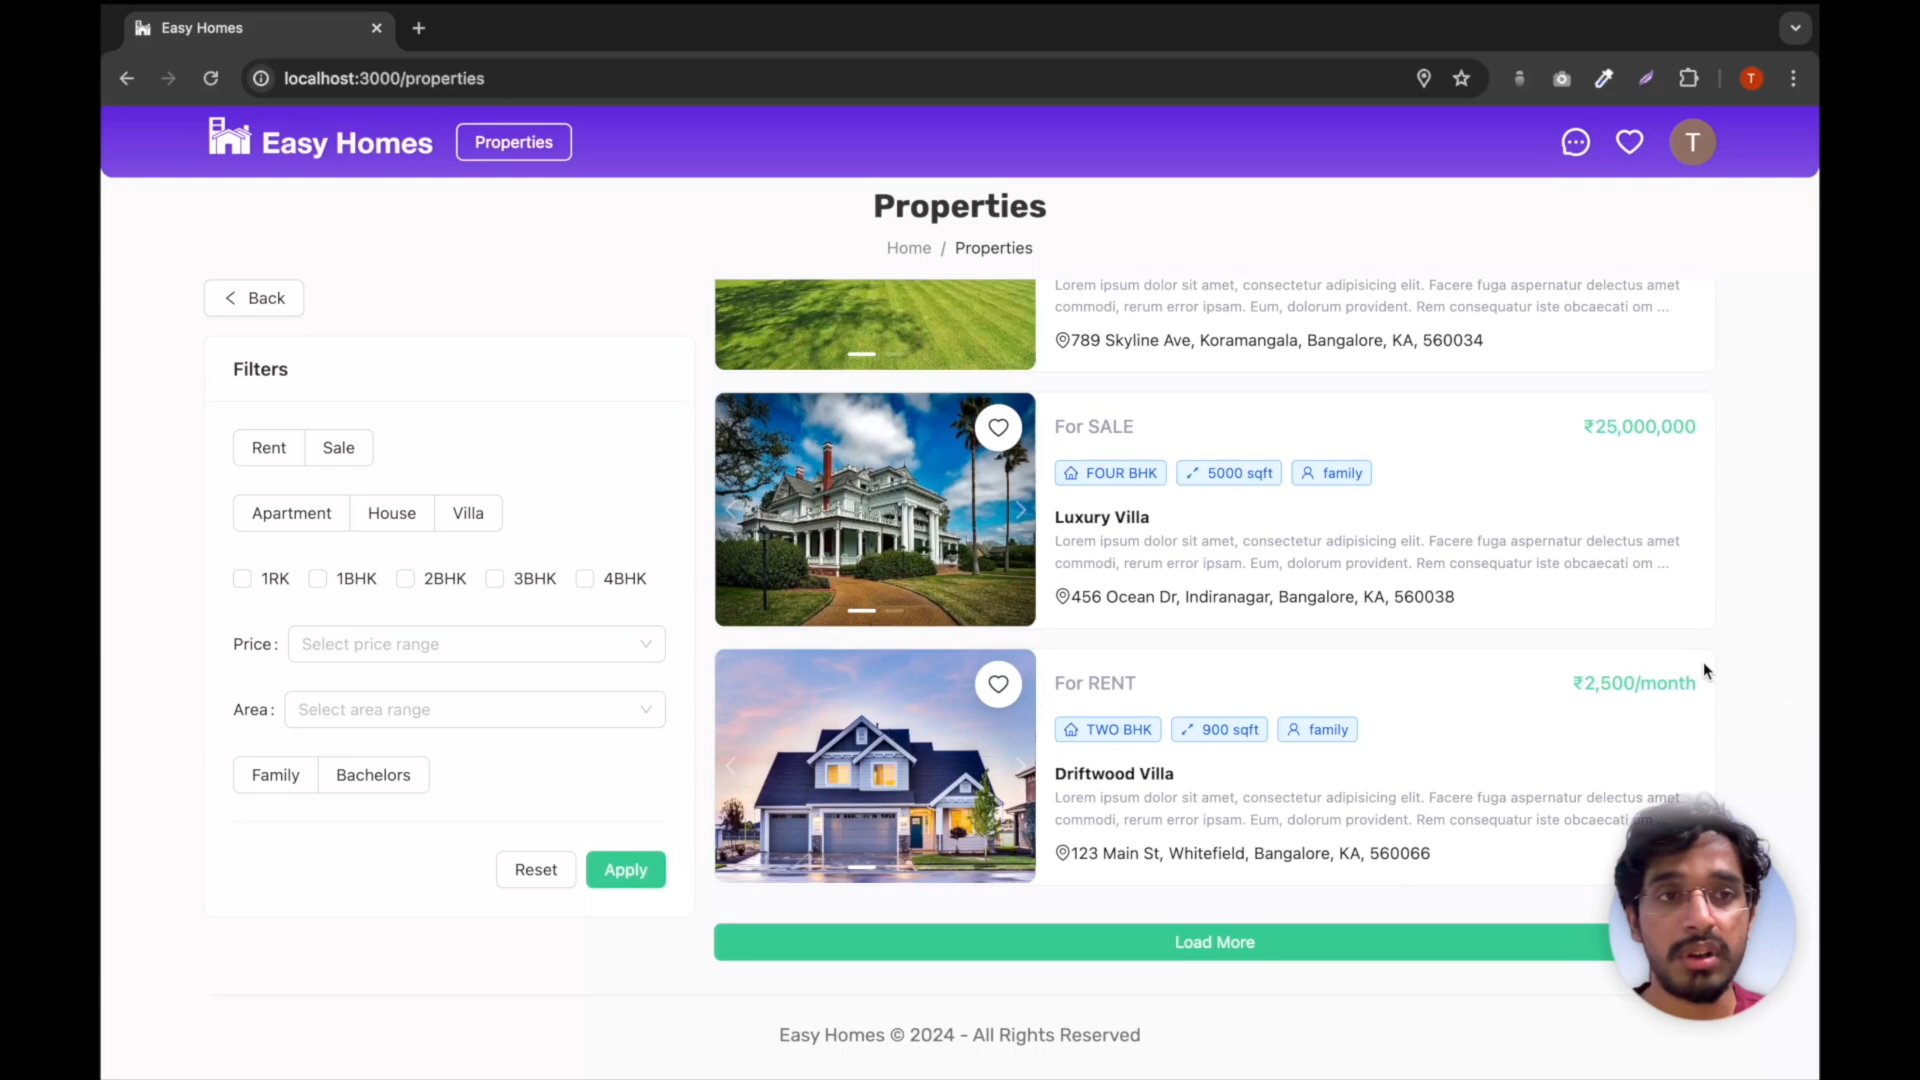 Easy Homes
localhost:3000/properties
T
Easy Homes
Properties
T
Properties
Home / Properties
Back
Filters
Rent
Sale
Apartment
House
Villa
1RK
1BHK
2BHK
3BHK
4BHK
Price :
Select price range
Area :
Select area range
Family
Bachelors
Reset
Apply
Lorem ipsum dolor sit amet, consectetur adipisicing elit. Facere fuga aspernatur delectus amet
commodi, rerum error ipsam. Eum, dolorum provident. Rem consequatur iste obcaecati om ...
789 Skyline Ave, Koramangala, Bangalore, KA, 560034
For SALE
₹25,000,000
FOUR BHK
5000 sqft
family
Luxury Villa
Lorem ipsum dolor sit amet, consectetur adipisicing elit. Facere fuga aspernatur delectus amet
commodi, rerum error ipsam. Eum, dolorum provident. Rem consequatur iste obcaecati om ...
456 Ocean Dr, Indiranagar, Bangalore, KA, 560038
For RENT
₹2,500/month
TWO BHK
900 sqft
family
Driftwood Villa
Lorem ipsum dolor sit amet, consectetur adipisicing elit. Facere fuga aspernatur delectus amet
commodi, rerum error ipsam. Eum, dolorum provident. Rem consequatur iste obcaecati om ...
123 Main St, Whitefield, Bangalore, KA, 560066
Load More
Easy Homes © 2024 - All Rights Reserved